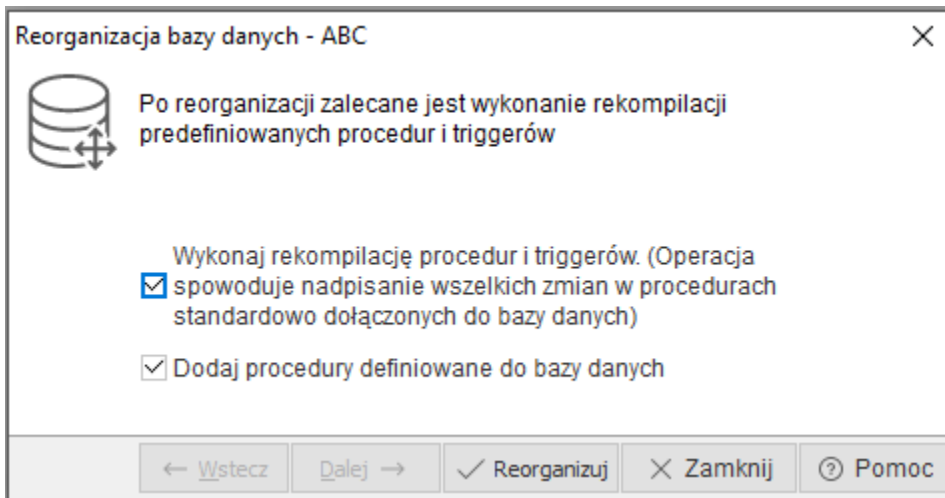 Reorganizacja bazy danych - ABC
Po reorganizacji zalecane jest wykonanie rekompilacji
predefiniowanych procedur i triggerów
Wykonaj rekompilację procedur i triggerów. (Operacja
spowoduje nadpisanie wszelkich zmian w procedurach
standardowo dołączonych do bazy danych)
Dodaj procedury definiowane do bazy danych
← Wstecz Dalej → Reorganizuj Zamknij Pomoc